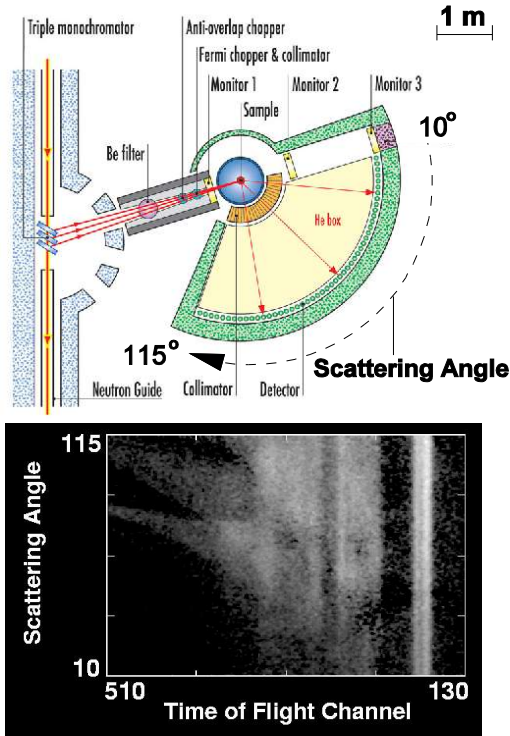 Triple monochromator
Anti-overlap chopper
1 m
Fermi chopper & collimator
Monitor 1
Monitor 2
Monitor 3
Sample
10°
Be filter
He box
115°
Scattering Angle
Neutron Guide
Collimator
Detector
115
Scattering Angle
10
510
130
Time of Flight Channel